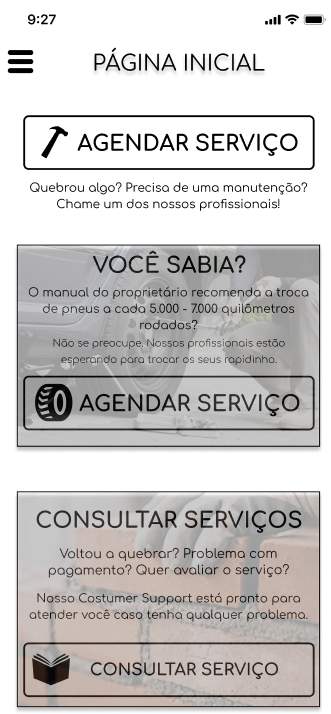 9:27
PÁGINA INICIAL
AGENDAR SERVIÇO
Quebrou algo? Precisa de uma manutenção?
Chame um dos nossos profissionais!
VOCÊ SABIA?
O manual do proprietário recomenda a troca
de pneus a cada 5.000 - 7.000 quilômetros
rodados?
Não se preocupe, Nossos profissionais estão
esperando para trocar os seus rapidinho.
AGENDAR SERVIÇO
CONSULTAR SERVIÇOS
Voltou a quebrar? Problema com
pagamento? Quer avaliar o serviço?
Nosso Costumer Support está pronto para
atender você caso tenha qualquer problema.
CONSULTAR SERVIÇO